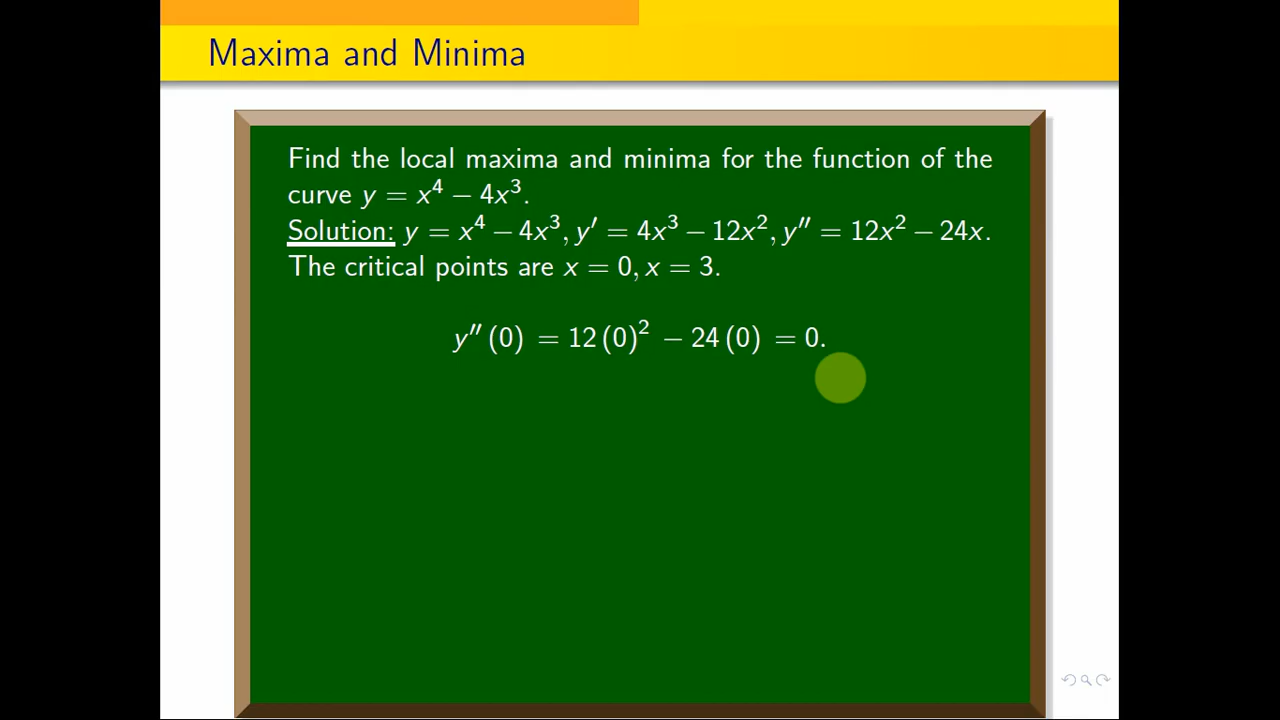 Maxima and Minima
Find the local maxima and minima for the function of the
curve y = x⁴ − 4x³.
Solution: y = x⁴ − 4x³, y′ = 4x³ − 12x², y″ = 12x² − 24x.
The critical points are x = 0, x = 3.
y″ (0) = 12 (0)² − 24 (0) = 0.